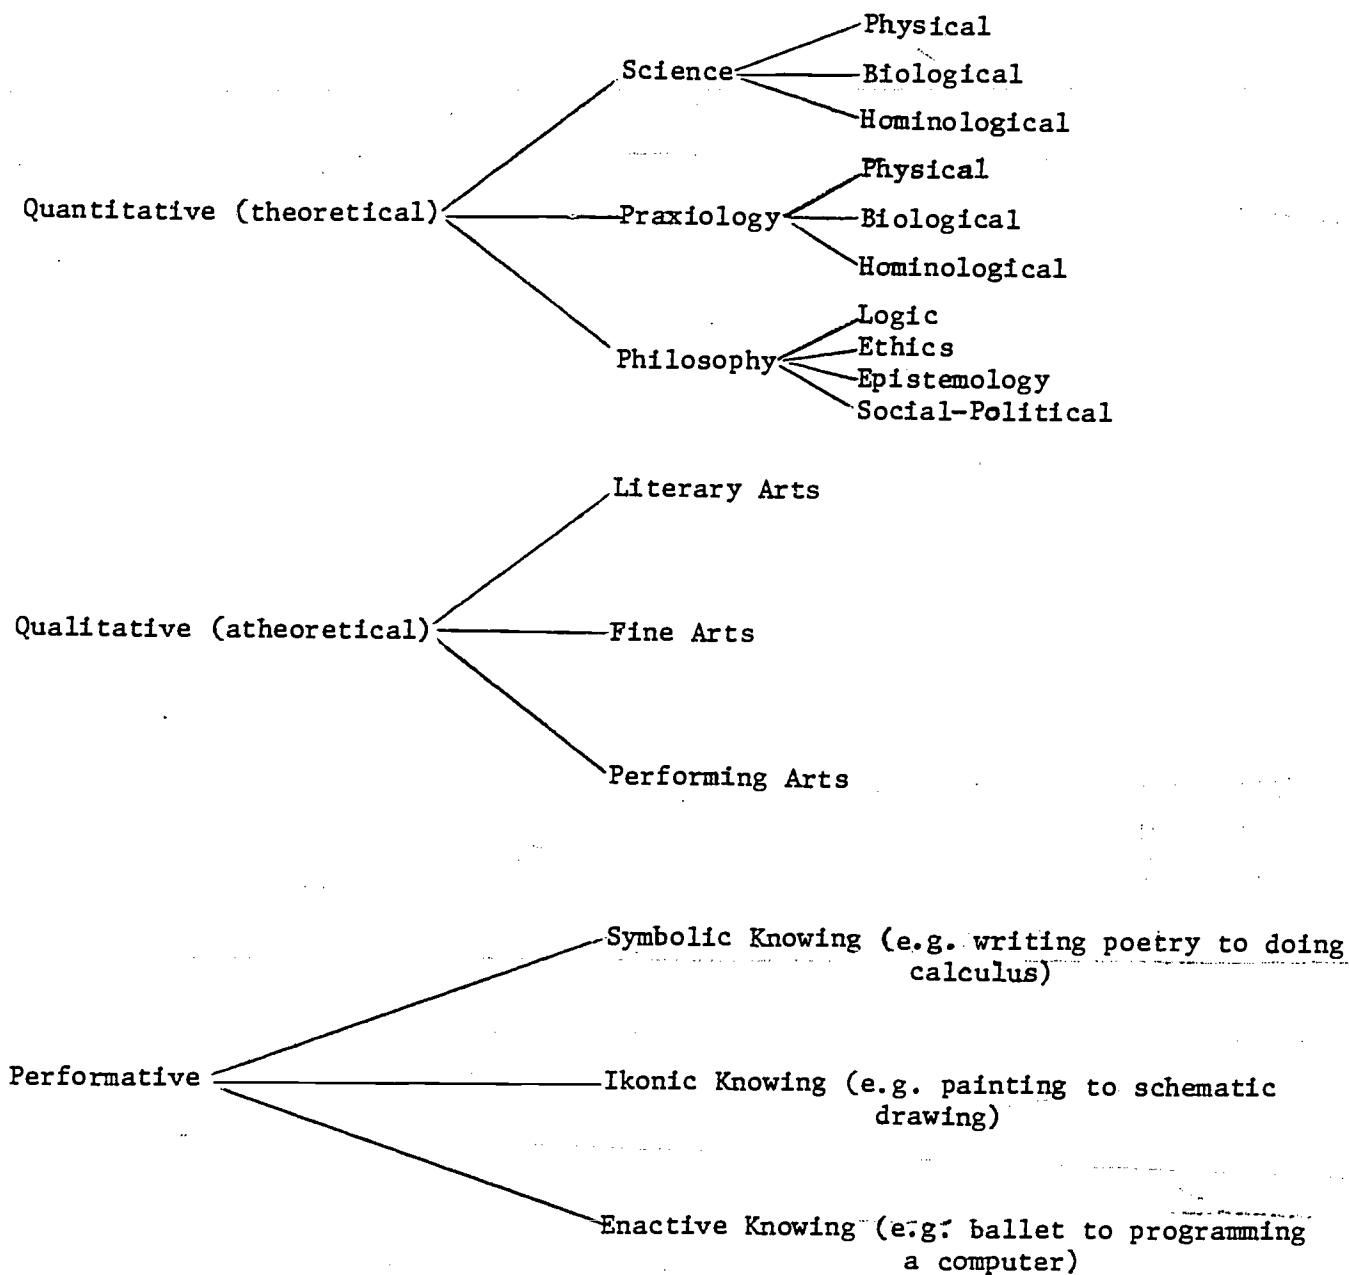 Physical
Science
Biological
Hominological
Physical
Quantitative (theoretical)
Praxiology
Biological
Hominological
Logic
Ethics
Philosophy
Epistemology
Social-Political
Literary Arts
Qualitative (atheoretical)
Fine Arts
Performing Arts
Symbolic Knowing (e.g. writing poetry to doing
calculus)
Performative
Ikonic Knowing (e.g. painting to schematic
drawing)
Enactive Knowing (e.g. ballet to programming
a computer)